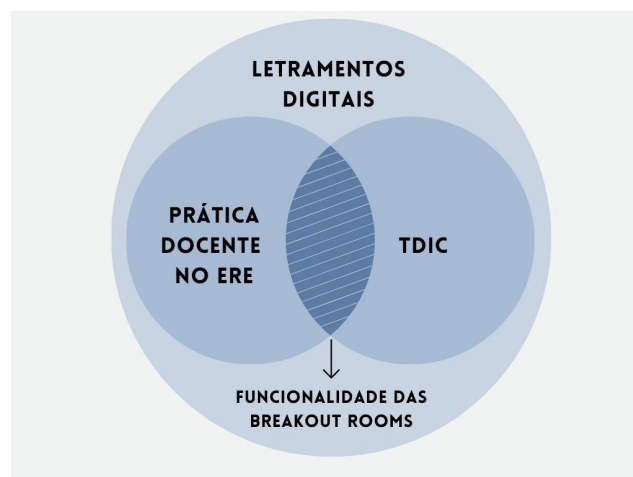 LETRAMENTOS
DIGITAIS
PRÁTICA
DOCENTE
NO ERE
TDIC
FUNCIONALIDADE DAS
BREAKOUT ROOMS